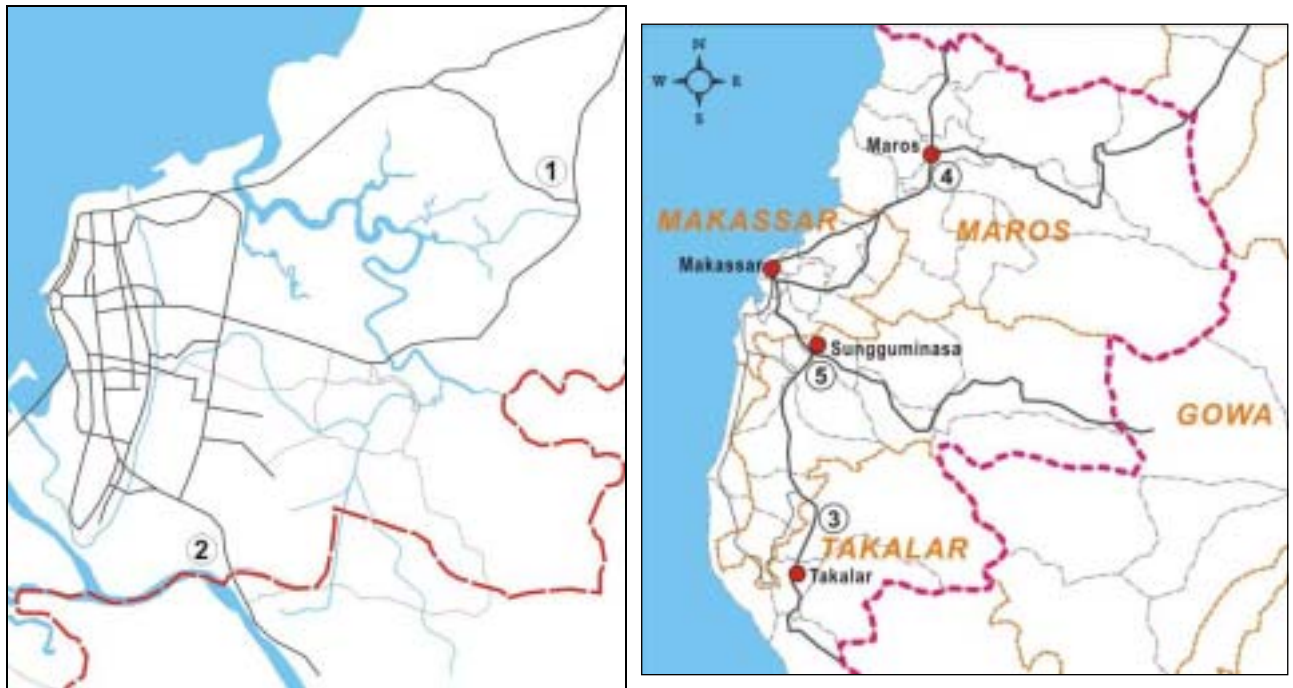 1
2
N
W E
S
Maros
4
MAKASSAR
MAROS
Makassar
Sungguminasa
5
GOWA
3
TAKALAR
Takalar